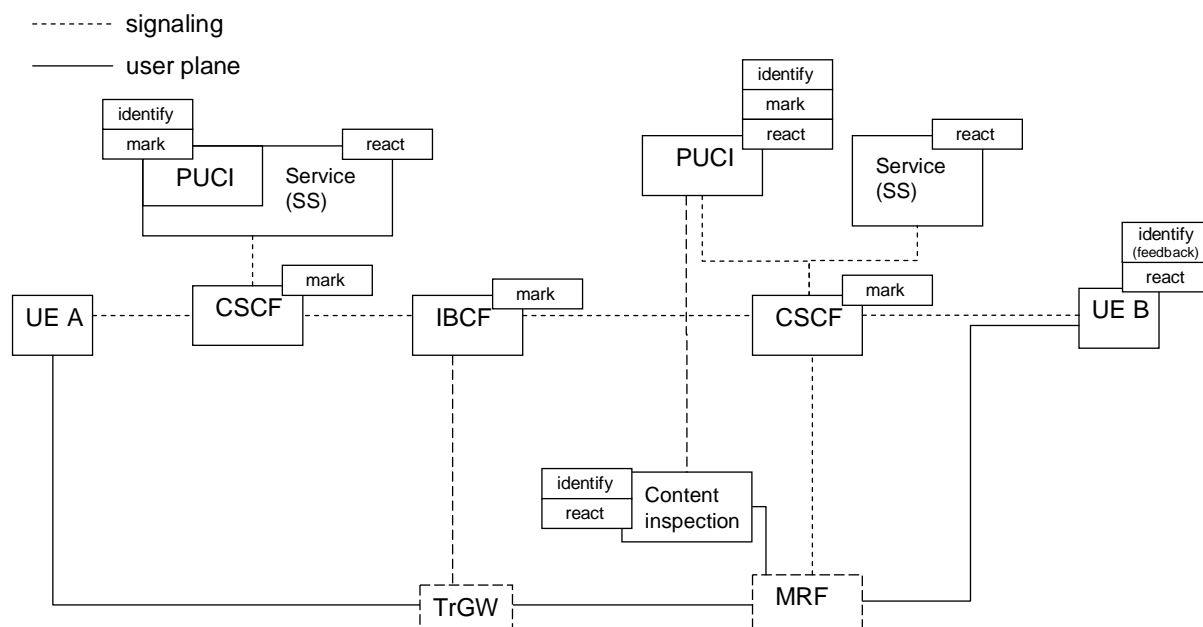 signaling
user plane
identify
mark
PUCI
Service
(SS)
react
identify
mark
react
PUCI
react
Service
(SS)
identify
(feedback)
react
UE A
CSCF
mark
IBCF
mark
CSCF
mark
UE B
identify
react
Content
inspection
TrGW
MRF